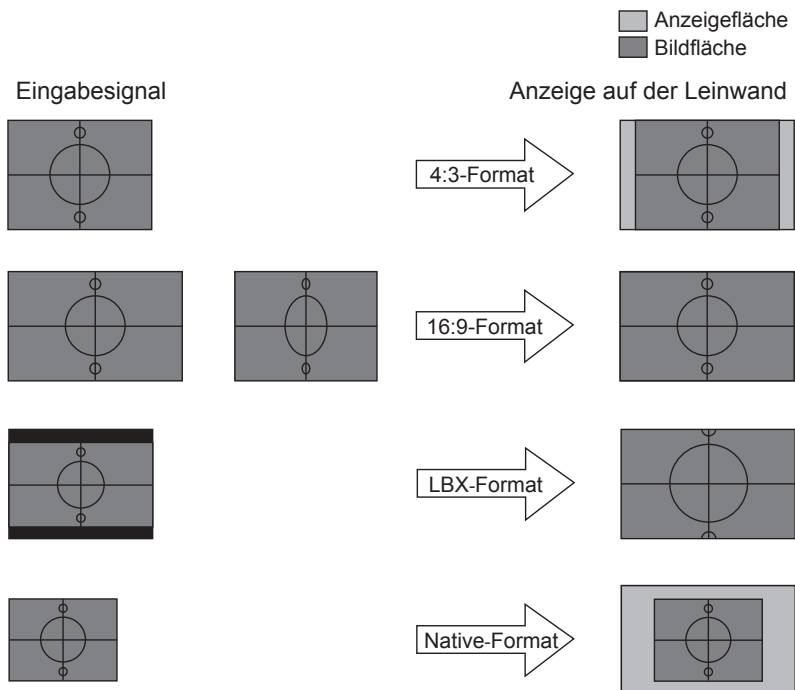 Anzeigefläche
Bildfläche
Eingabesignal
Anzeige auf der Leinwand
4:3-Format
16:9-Format
LBX-Format
Native-Format